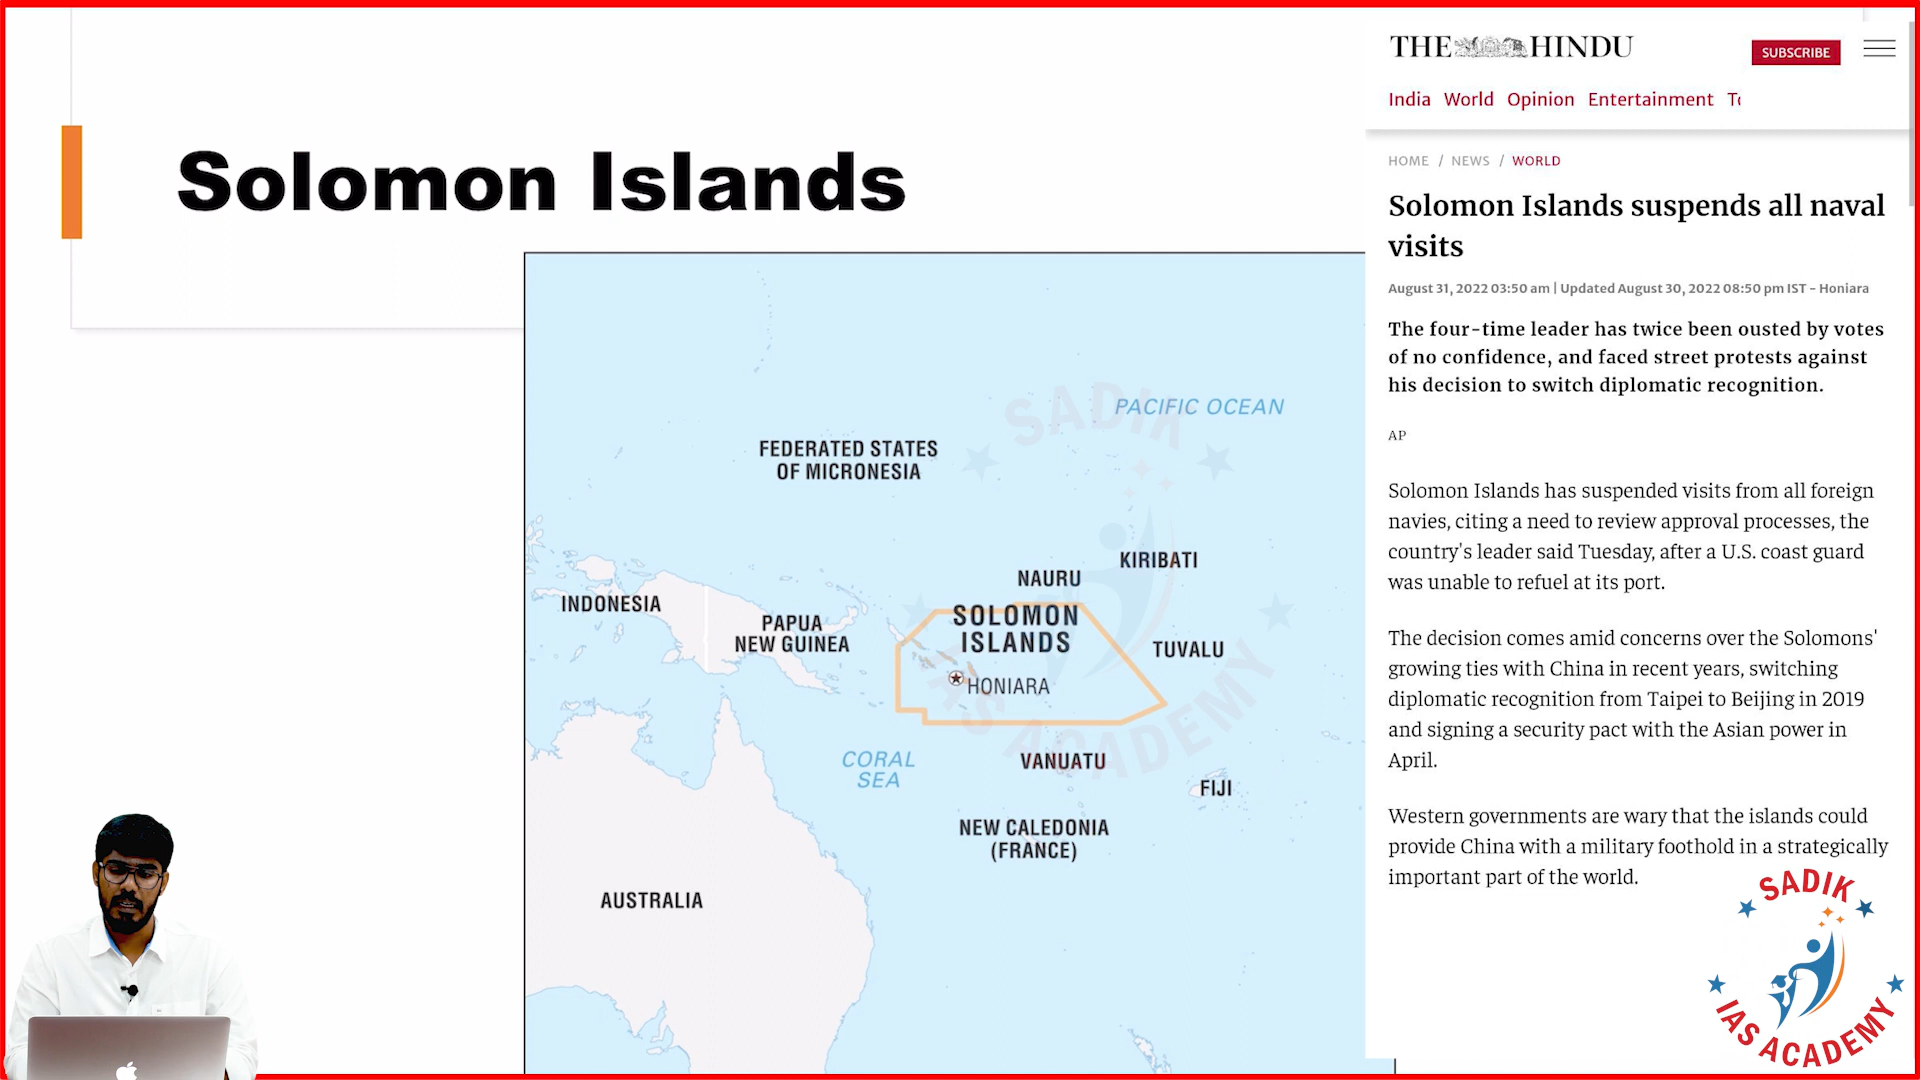 Solomon Islands
PACIFIC OCEAN
FEDERATED STATES
OF MICRONESIA
KIRIBATI
NAURU
INDONESIA
PAPUA
NEW GUINEA
SOLOMON
ISLANDS
TUVALU
HONIARA
CORAL
SEA
VANUATU
FIJI
NEW CALEDONIA
(FRANCE)
AUSTRALIA
SADIK
IAS ACADEMY
THE HINDU
SUBSCRIBE
India World Opinion Entertainment
HOME / NEWS / WORLD
Solomon Islands suspends all naval
visits
August 31, 2022 03:50 am | Updated August 30, 2022 08:50 pm IST - Honiara
The four-time leader has twice been ousted by votes
of no confidence, and faced street protests against
his decision to switch diplomatic recognition.
AP
Solomon Islands has suspended visits from all foreign
navies, citing a need to review approval processes, the
country's leader said Tuesday, after a U.S. coast guard
was unable to refuel at its port.
The decision comes amid concerns over the Solomons'
growing ties with China in recent years, switching
diplomatic recognition from Taipei to Beijing in 2019
and signing a security pact with the Asian power in
April.
Western governments are wary that the islands could
provide China with a military foothold in a strategically
important part of the world.
SADIK
IAS ACADEMY